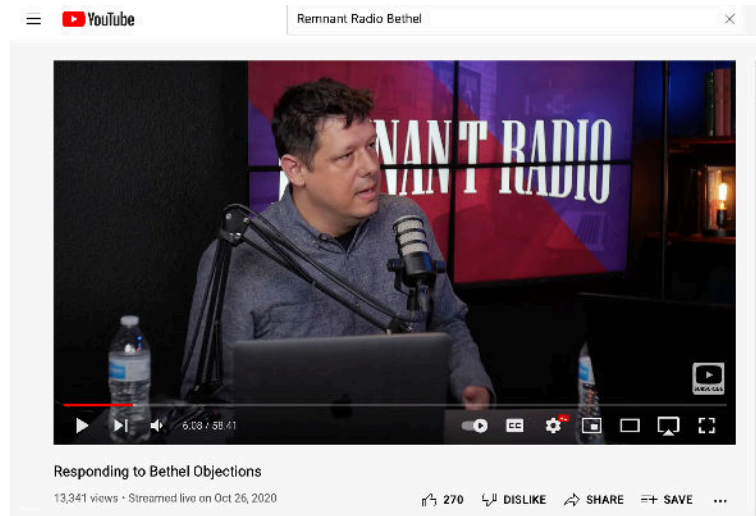 YouTube
Remnant Radio Bethel
NANT RADIO
6:08 / 58:41
CC
Responding to Bethel Objections
13,341 views • Streamed live on Oct 26, 2020
270 DISLIKE SHARE SAVE